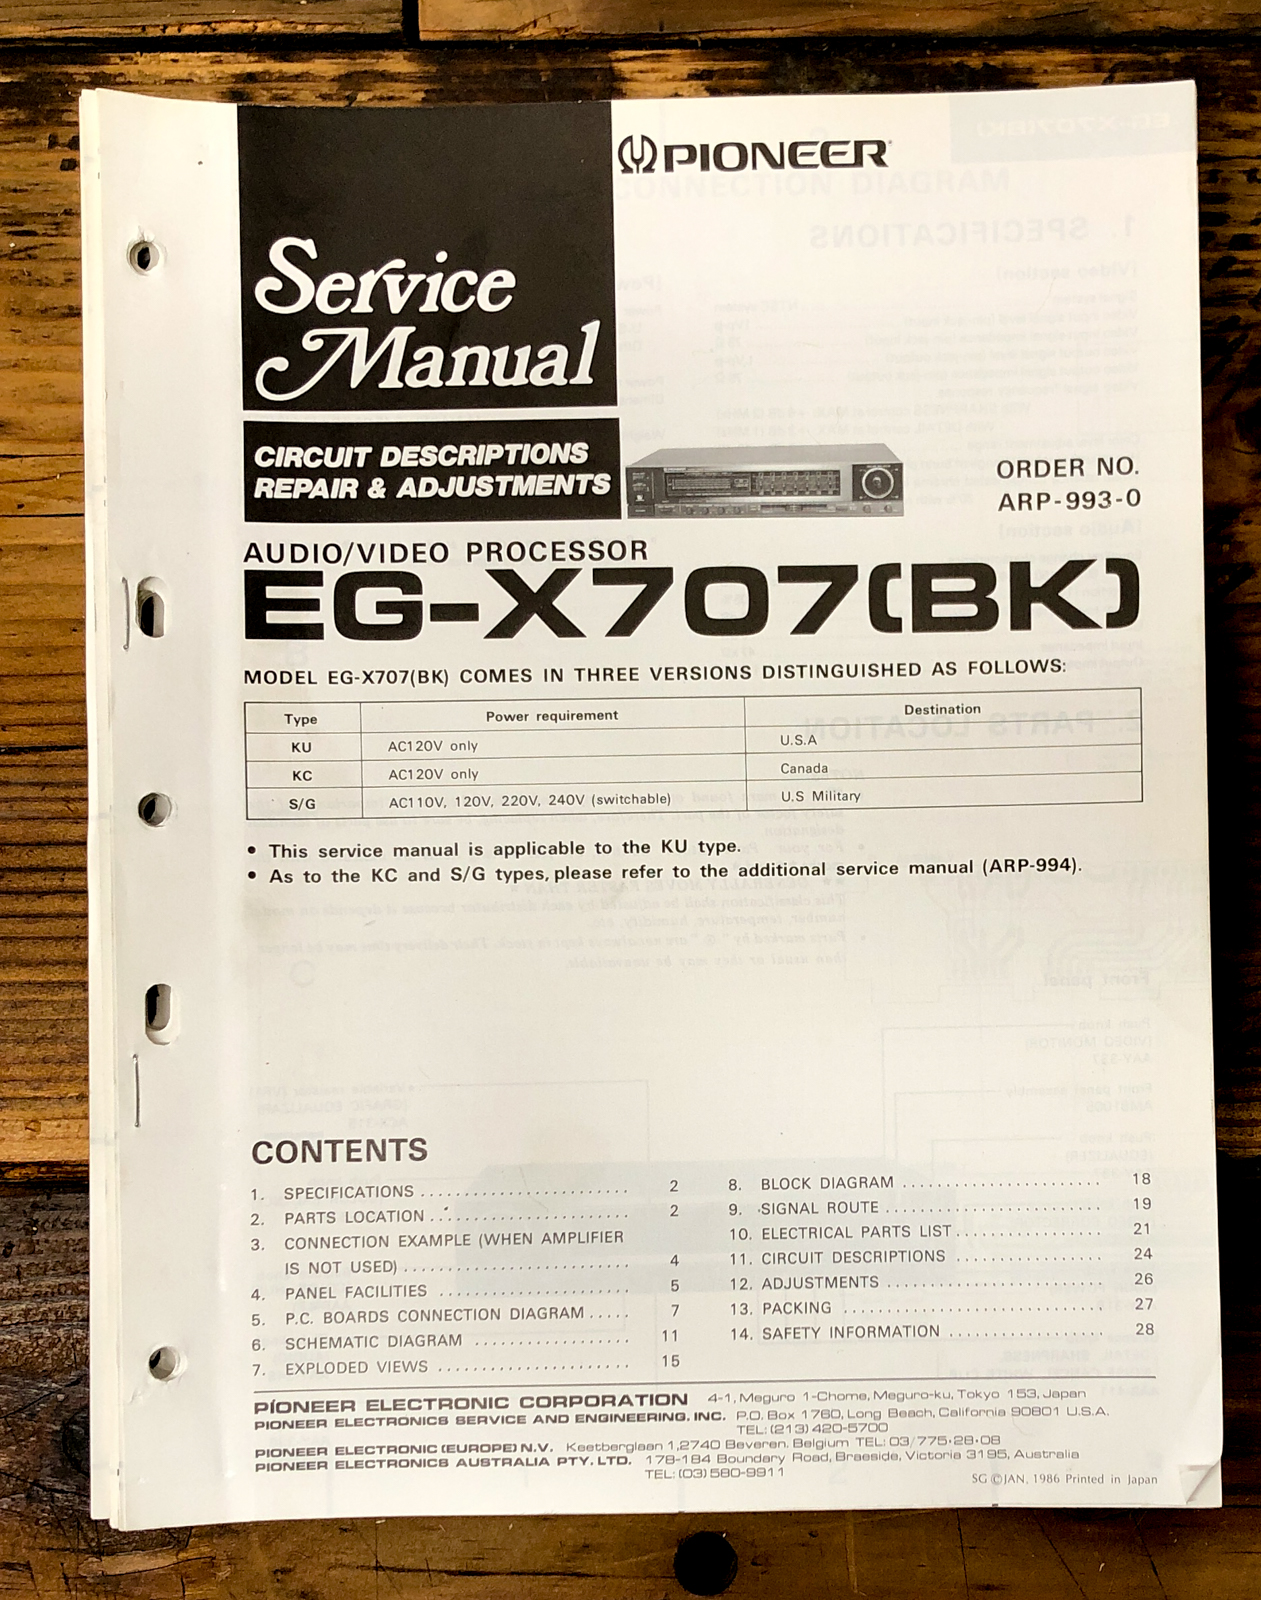 PIONEER
Service
Manual
CIRCUIT DESCRIPTIONS
REPAIR & ADJUSTMENTS
ORDER NO.
ARP-993-0
AUDIO/VIDEO PROCESSOR
EG-X707(BK)
MODEL EG-X707(BK) COMES IN THREE VERSIONS DISTINGUISHED AS FOLLOWS:
Type Power requirement Destination
KU AC120V only U.S.A
KC AC120V only Canada
S/G AC110V, 120V, 220V, 240V (switchable) U.S Military
• This service manual is applicable to the KU type.
• As to the KC and S/G types, please refer to the additional service manual (ARP-994).
CONTENTS
1. SPECIFICATIONS ........................ 2
2. PARTS LOCATION ....................... 2
3. CONNECTION EXAMPLE (WHEN AMPLIFIER
IS NOT USED) .......................... 4
4. PANEL FACILITIES ...................... 5
5. P.C. BOARDS CONNECTION DIAGRAM ..... 7
6. SCHEMATIC DIAGRAM .................. 11
7. EXPLODED VIEWS ...................... 15
8. BLOCK DIAGRAM ....................... 18
9. SIGNAL ROUTE ......................... 19
10. ELECTRICAL PARTS LIST ................. 21
11. CIRCUIT DESCRIPTIONS ................. 24
12. ADJUSTMENTS ......................... 26
13. PACKING .............................. 27
14. SAFETY INFORMATION .................. 28
PIONEER ELECTRONIC CORPORATION 4-1, Meguro 1-Chome, Meguro-ku, Tokyo 153, Japan
PIONEER ELECTRONICS SERVICE AND ENGINEERING, INC. P.O. Box 1760, Long Beach, California 90801 U.S.A.
TEL: (213) 420-5700
PIONEER ELECTRONIC (EUROPE) N.V. Keetberglaan 1, 2740 Beveren, Belgium TEL: 03/775·28·08
PIONEER ELECTRONICS AUSTRALIA PTY. LTD. 178-184 Boundary Road, Braeside, Victoria 3195, Australia
TEL: (03) 580-9911
SG ©JAN. 1986 Printed in Japan